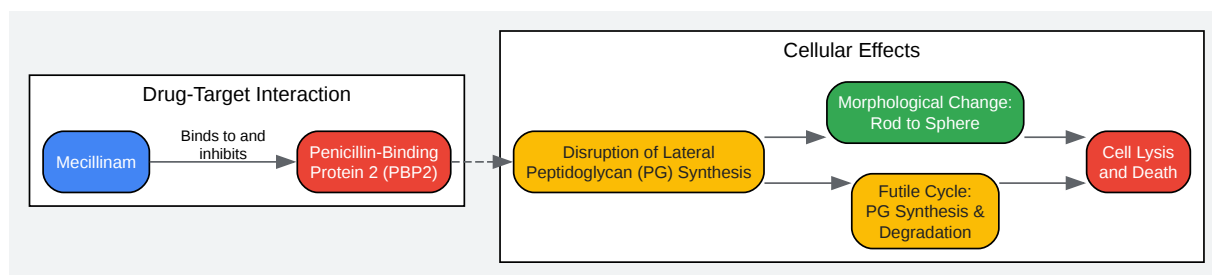 Cellular Effects
Drug-Target Interaction
Mecillinam
Binds to and
inhibits
Penicillin-Binding
Protein 2 (PBP2)
Disruption of Lateral
Peptidoglycan (PG) Synthesis
Morphological Change:
Rod to Sphere
Futile Cycle:
PG Synthesis &
Degradation
Cell Lysis
and Death